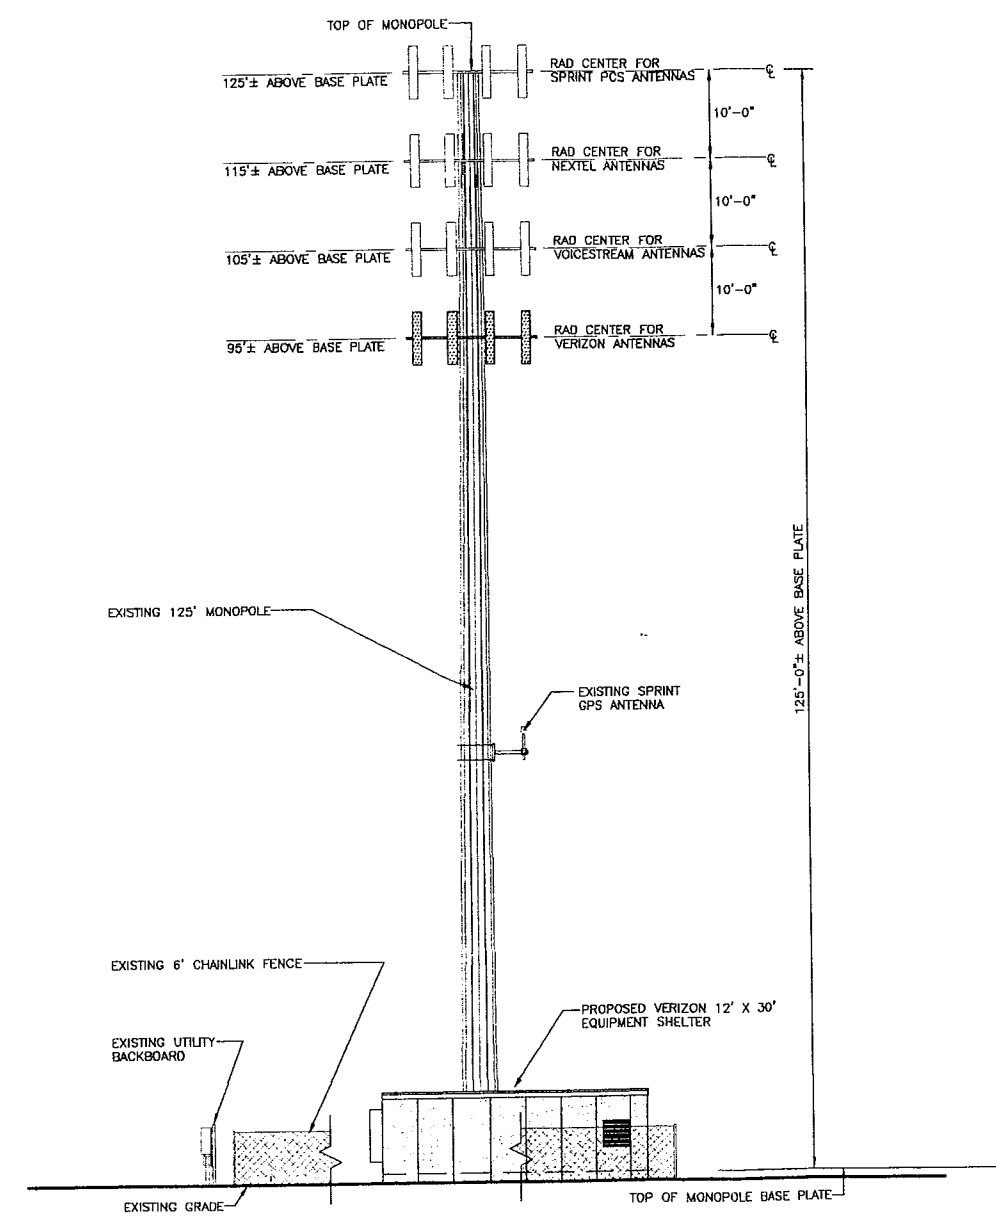 TOP OF MONOPOLE
125'± ABOVE BASE PLATE
RAD CENTER FOR
SPRINT PCS ANTENNAS
℄
10'-0"
115'± ABOVE BASE PLATE
RAD CENTER FOR
NEXTEL ANTENNAS
℄
10'-0"
105'± ABOVE BASE PLATE
RAD CENTER FOR
VOICESTREAM ANTENNAS
℄
10'-0"
95'± ABOVE BASE PLATE
RAD CENTER FOR
VERIZON ANTENNAS
℄
125'-0"± ABOVE BASE PLATE
EXISTING 125' MONOPOLE
EXISTING SPRINT
GPS ANTENNA
EXISTING 6' CHAINLINK FENCE
PROPOSED VERIZON 12' X 30'
EQUIPMENT SHELTER
EXISTING UTILITY
BACKBOARD
EXISTING GRADE
TOP OF MONOPOLE BASE PLATE